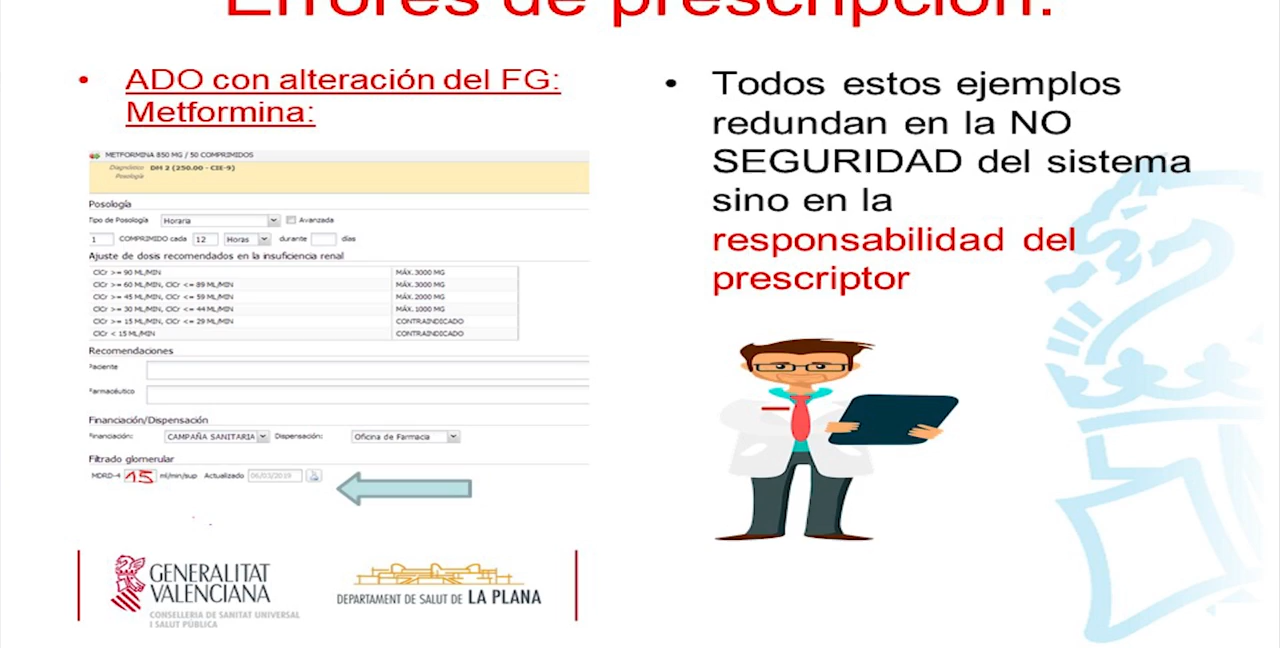 Errores de prescripción:
• ADO con alteración del FG:
Metformina:
METFORMINA 850 MG / 50 COMPRIMIDOS
Diagnóstico DM 2 (250.00 - CIE-9)
Posología
Posología
Tipo de Posología Horaria Avanzada
1 COMPRIMIDO cada 12 Horas durante días
Ajuste de dosis recomendados en la insuficiencia renal
ClCr >= 90 ML/MIN MÁX. 3000 MG
ClCr >= 60 ML/MIN, ClCr <= 89 ML/MIN MÁX. 3000 MG
ClCr >= 45 ML/MIN, ClCr <= 59 ML/MIN MÁX. 2000 MG
ClCr >= 30 ML/MIN, ClCr <= 44 ML/MIN MÁX. 1000 MG
ClCr >= 15 ML/MIN, ClCr <= 29 ML/MIN CONTRAINDICADO
ClCr < 15 ML/MIN CONTRAINDICADO
Recomendaciones
Paciente
Farmacéutico
Financiación/Dispensación
Financiación: CAMPAÑA SANITARIA Dispensación: Oficina de Farmacia
Filtrado glomerular
MDRD-4 15 ml/min/sup Actualizado 06/03/2019
• Todos estos ejemplos
redundan en la NO
SEGURIDAD del sistema
sino en la
responsabilidad del
prescriptor
GENERALITAT
VALENCIANA
CONSELLERIA DE SANITAT UNIVERSAL
I SALUT PÚBLICA
DEPARTAMENT DE SALUT DE LA PLANA